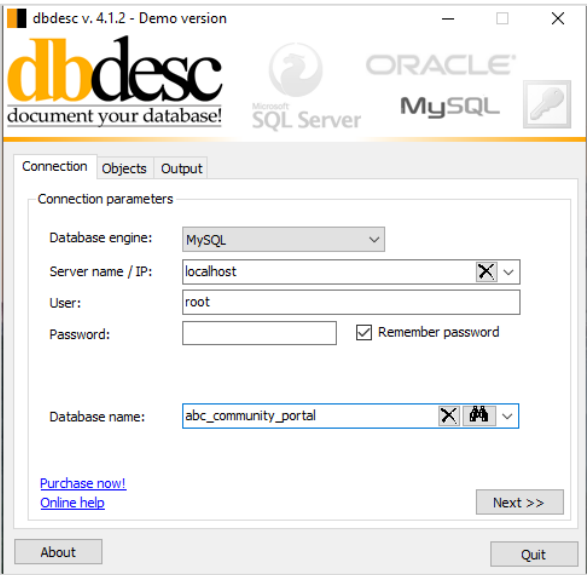 dbdesc v. 4.1.2 - Demo version
dbdesc
document your database!
Microsoft
SQL Server
ORACLE
MySQL
Connection Objects Output
Connection parameters
Database engine: MySQL
Server name / IP: localhost
User: root
Password: Remember password
Database name: abc_community_portal
Purchase now!
Online help
Next >>
About
Quit